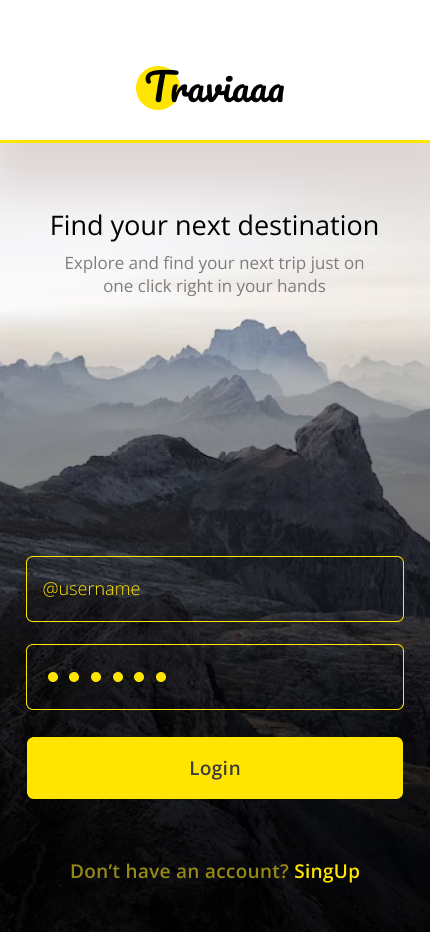 Traviaaa
Find your next destination
Explore and find your next trip just on
one click right in your hands
@username
Login
Don't have an account? SingUp